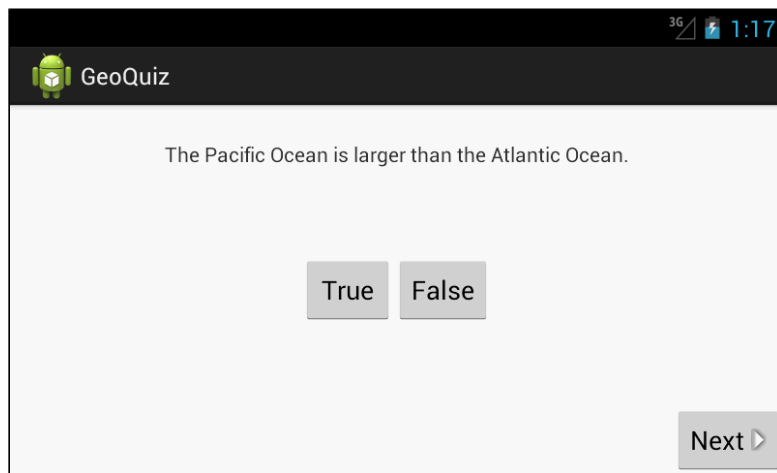 3G 1:17
GeoQuiz
The Pacific Ocean is larger than the Atlantic Ocean.
True False
Next